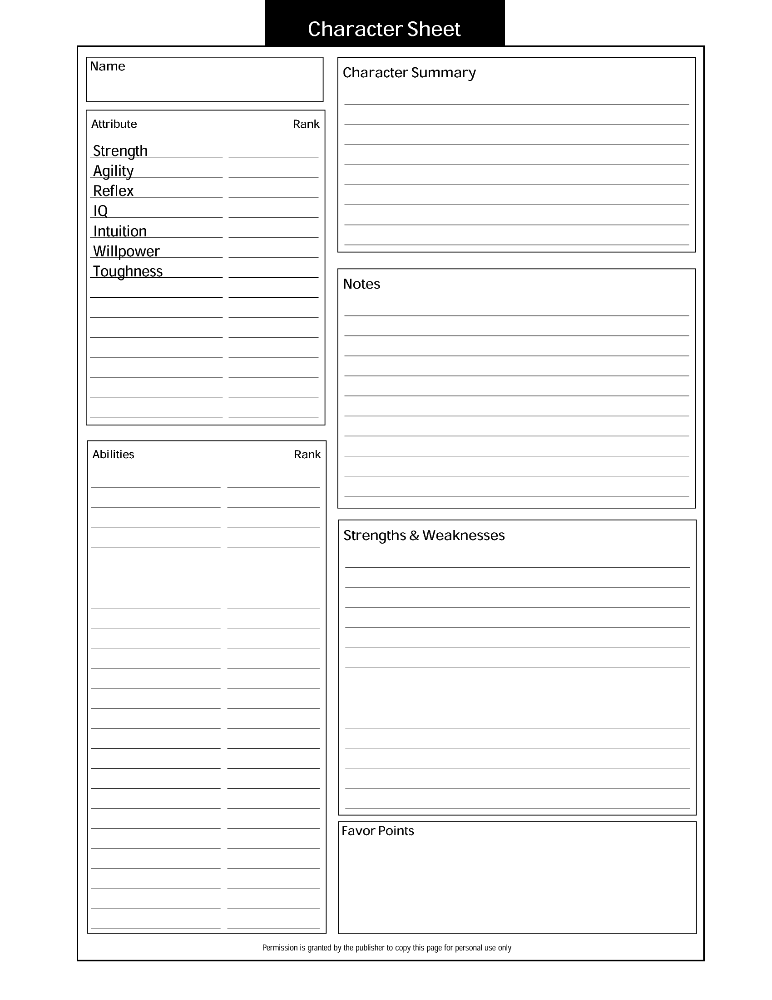 Character Sheet
Name
Attribute Rank
Strength
Agility
Reflex
IQ
Intuition
Willpower
Toughness
Abilities Rank
Character Summary
Notes
Strengths & Weaknesses
Favor Points
Permission is granted by the publisher to copy this page for personal use only